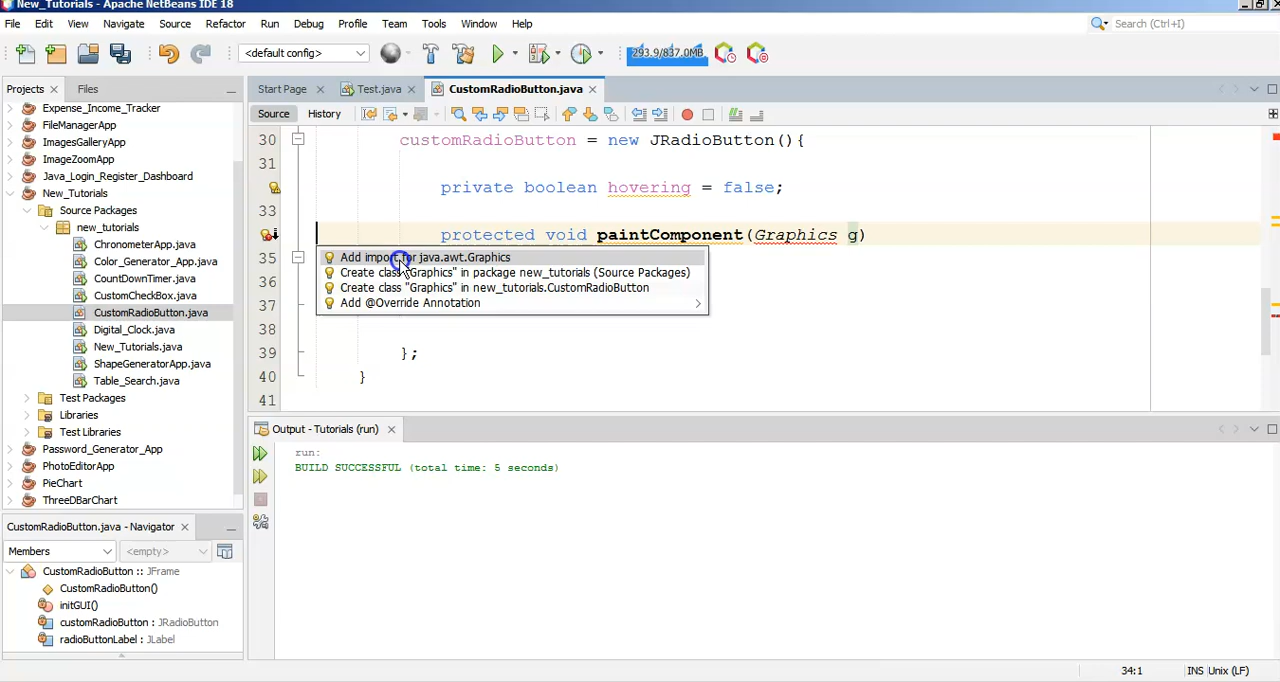 New_Tutorials - Apache NetBeans IDE 18
File Edit View Navigate Source Refactor Run Debug Profile Team Tools Window Help
Search (Ctrl+I)
<default config>
293.9/837.0MB
Projects Files
Start Page Test.java CustomRadioButton.java
Source History
Expense_Income_Tracker
FileManagerApp
ImagesGalleryApp
ImageZoomApp
Java_Login_Register_Dashboard
New_Tutorials
Source Packages
new_tutorials
ChronometerApp.java
Color_Generator_App.java
CountDownTimer.java
CustomCheckBox.java
CustomRadioButton.java
Digital_Clock.java
New_Tutorials.java
ShapeGeneratorApp.java
Table_Search.java
Test Packages
Libraries
Test Libraries
Password_Generator_App
PhotoEditorApp
PieChart
ThreeDBarChart
30 customRadioButton = new JRadioButton(){
31
private boolean hovering = false;
33
protected void paintComponent(Graphics g)
35
36
37
38
39 };
40 }
41
Add import for java.awt.Graphics
Create class "Graphics" in package new_tutorials (Source Packages)
Create class "Graphics" in new_tutorials.CustomRadioButton
Add @Override Annotation
Output - Tutorials (run)
run:
BUILD SUCCESSFUL (total time: 5 seconds)
CustomRadioButton.java - Navigator
Members <empty>
CustomRadioButton :: JFrame
CustomRadioButton()
initGUI()
customRadioButton : JRadioButton
radioButtonLabel : JLabel
34:1 INS Unix (LF)